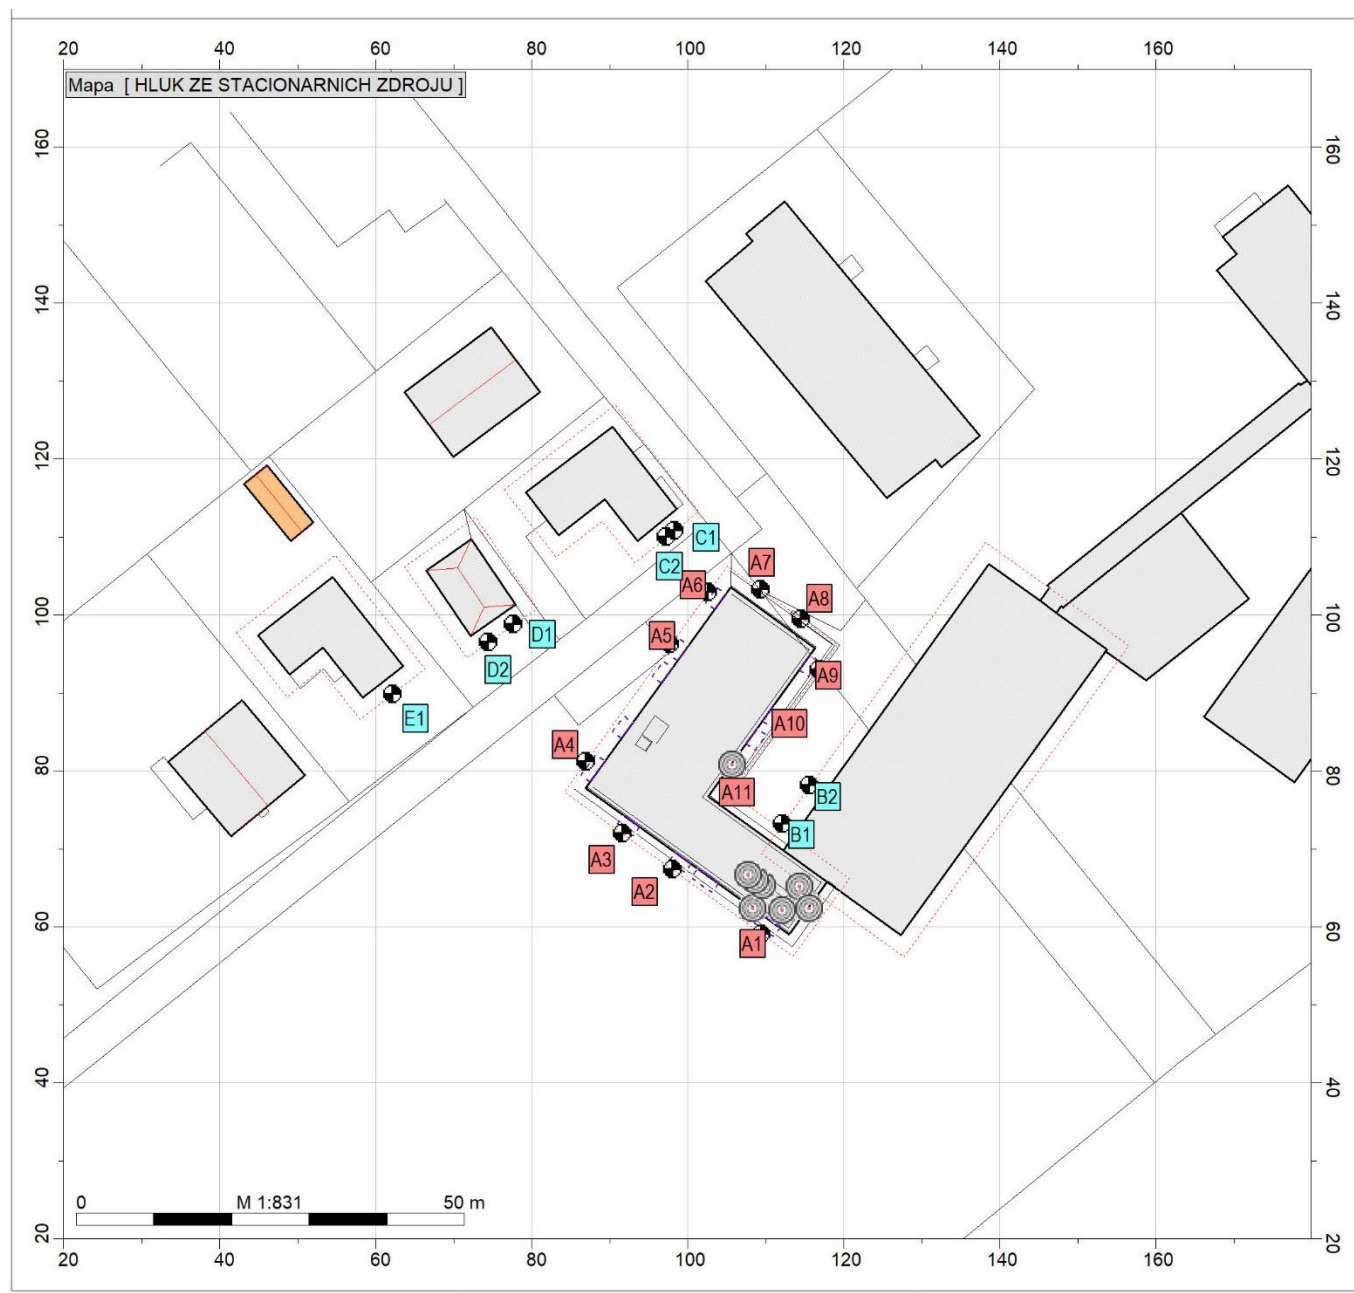 20 40 60 80 100 120 140 160
Mapa [ HLUK ZE STACIONARNICH ZDROJU ]
160 160
140 140
120 120
C1
C2
A7
A6
A8
100 100
A5
D1
D2
A9
E1
A10
A4
80 80
A11
B2
B1
A3
A2
60 60
A1
40 40
0 M 1:831 50 m
20 20
20 40 60 80 100 120 140 160